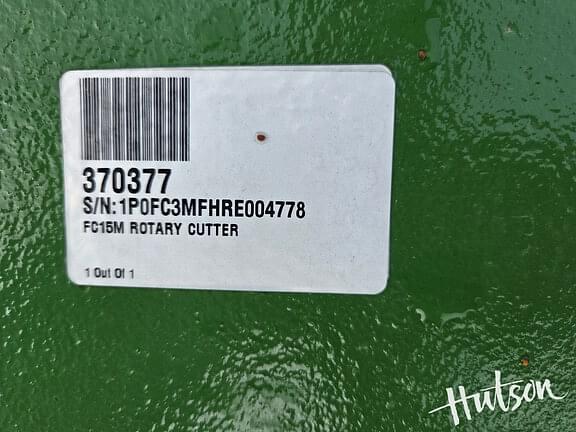 370377
S/N:1P0FC3MFHRE004778
FC15M ROTARY CUTTER
1 Out Of 1
Hutson